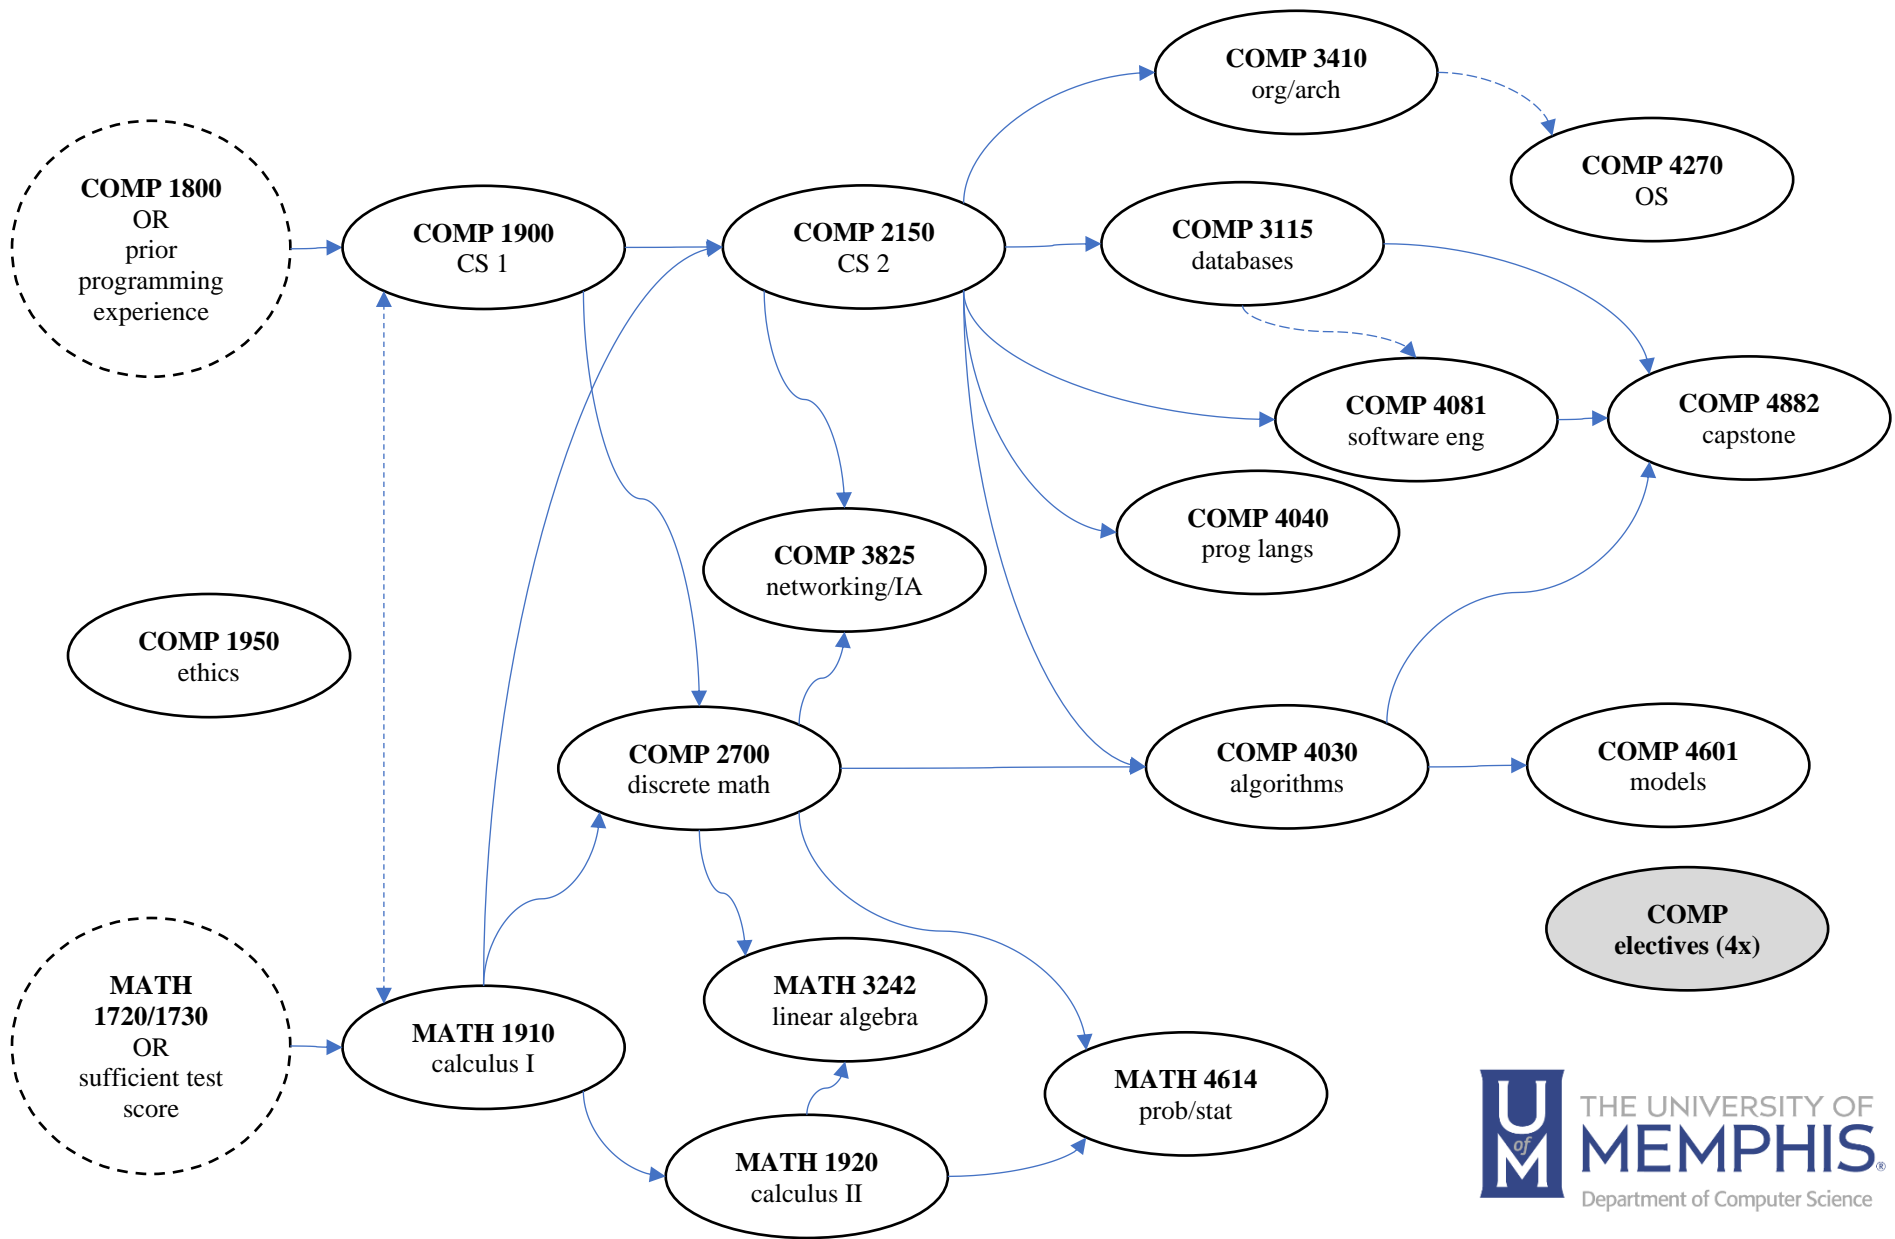 COMP 3410
org/arch
COMP 4270
OS
COMP 1800
OR
prior
programming
experience
COMP 1900
CS 1
COMP 2150
CS 2
COMP 3115
databases
COMP 4081
software eng
COMP 4882
capstone
COMP 4040
prog langs
COMP 3825
networking/IA
COMP 1950
ethics
COMP 2700
discrete math
COMP 4030
algorithms
COMP 4601
models
COMP
electives (4x)
MATH
1720/1730
OR
sufficient test
score
MATH 1910
calculus I
MATH 3242
linear algebra
MATH 4614
prob/stat
MATH 1920
calculus II
U
of
M
THE UNIVERSITY OF
MEMPHIS®
Department of Computer Science